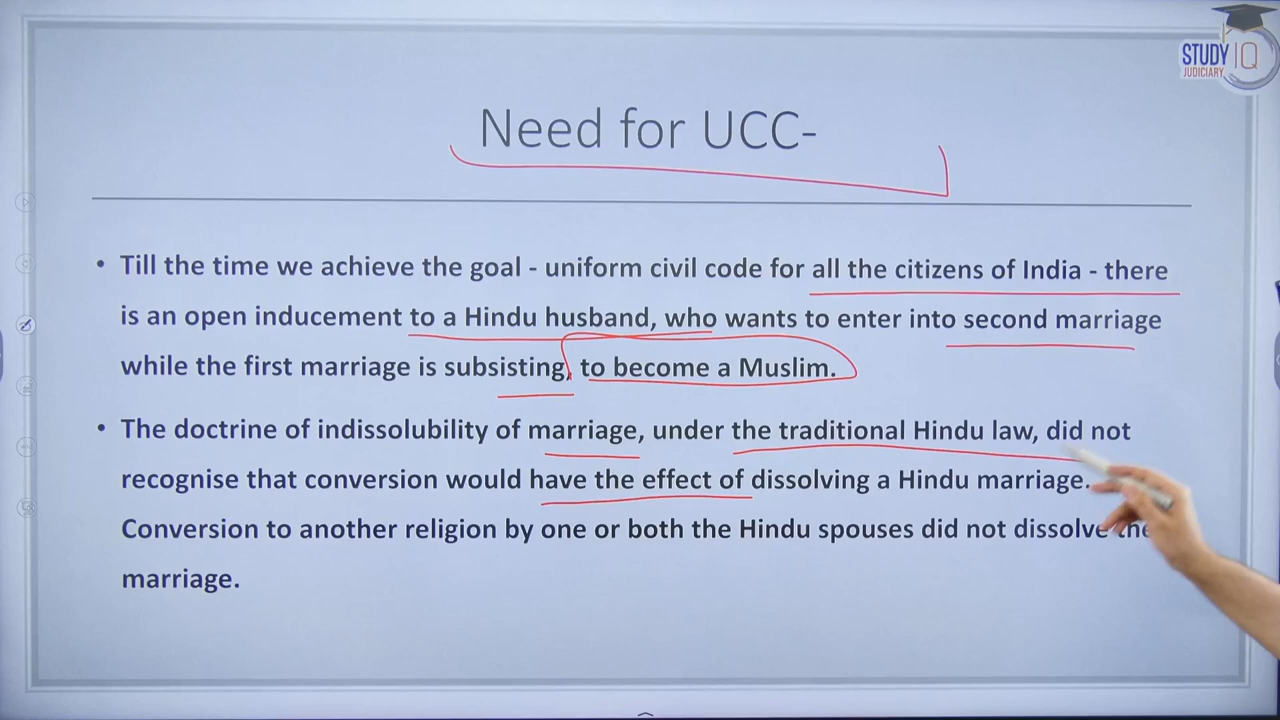 STUDY IQ
JUDICIARY
Need for UCC-
• Till the time we achieve the goal - uniform civil code for all the citizens of India - there
is an open inducement to a Hindu husband, who wants to enter into second marriage
while the first marriage is subsisting, to become a Muslim.
• The doctrine of indissolubility of marriage, under the traditional Hindu law, did not
recognise that conversion would have the effect of dissolving a Hindu marriage.
Conversion to another religion by one or both the Hindu spouses did not dissolve the
marriage.